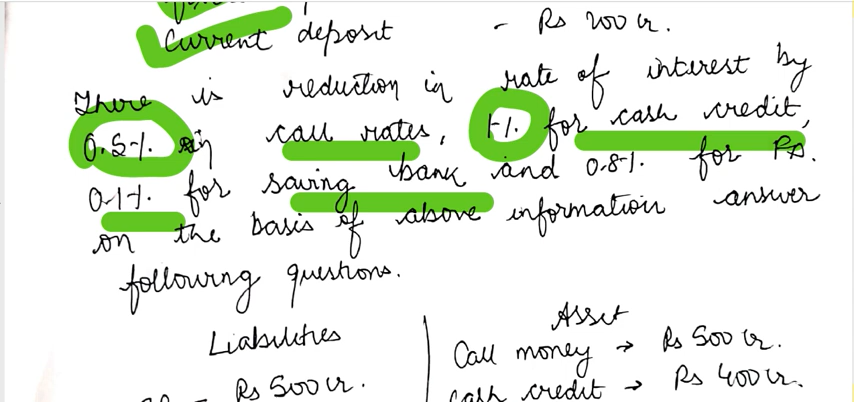 Current deposit - Rs 200 cr.
There is reduction in rate of interest by
0.5%. in call rates, 1%. for cash credit,
0.1%. for saving bank and 0.8%. for FD.
on the basis of above information answer
following questions.
Liabilities
Asset
Call money → Rs 500 cr.
Rs 500 cr.
cash credit → Rs 400 cr.